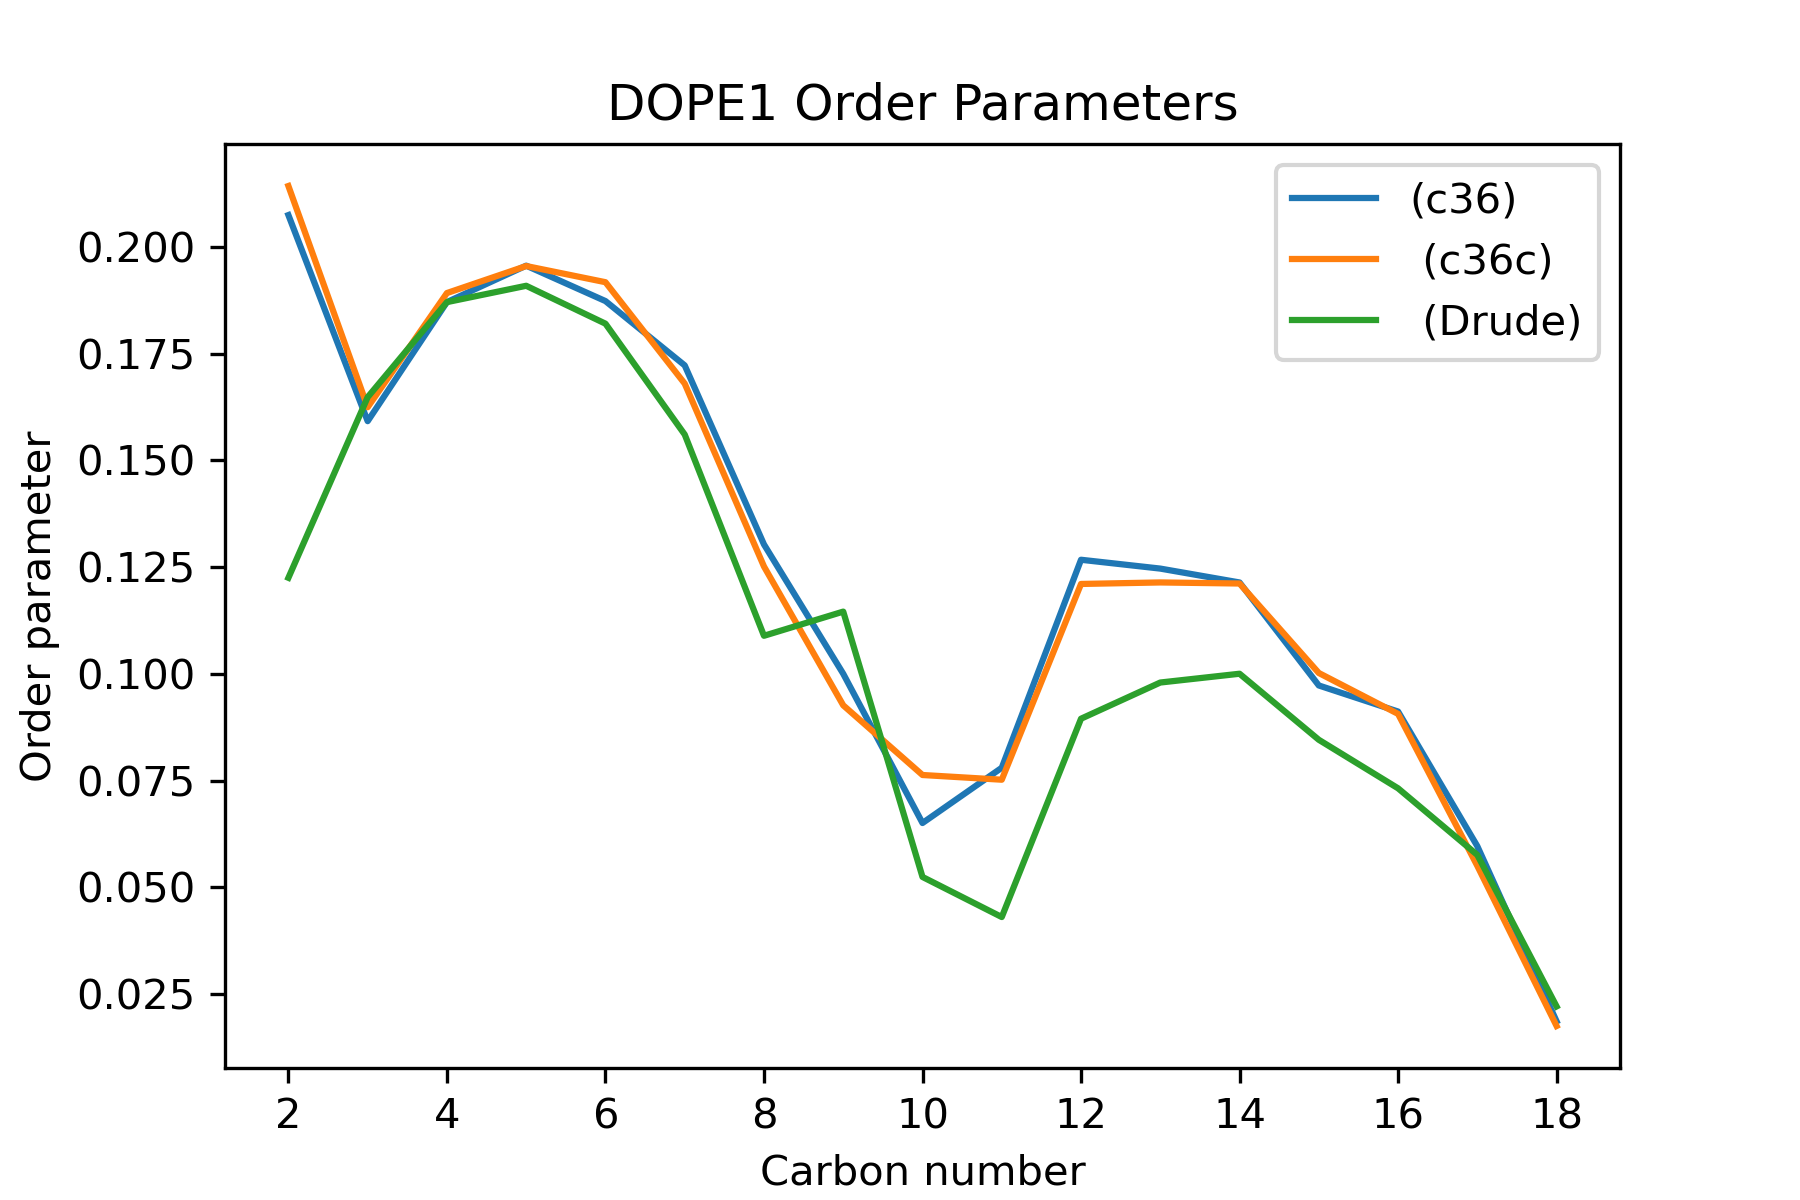 DOPE1 Order Parameters
(c36)
(c36c)
(Drude)
Order parameter
0.200
0.175
0.150
0.125
0.100
0.075
0.050
0.025
2 4 6 8 10 12 14 16 18
Carbon number